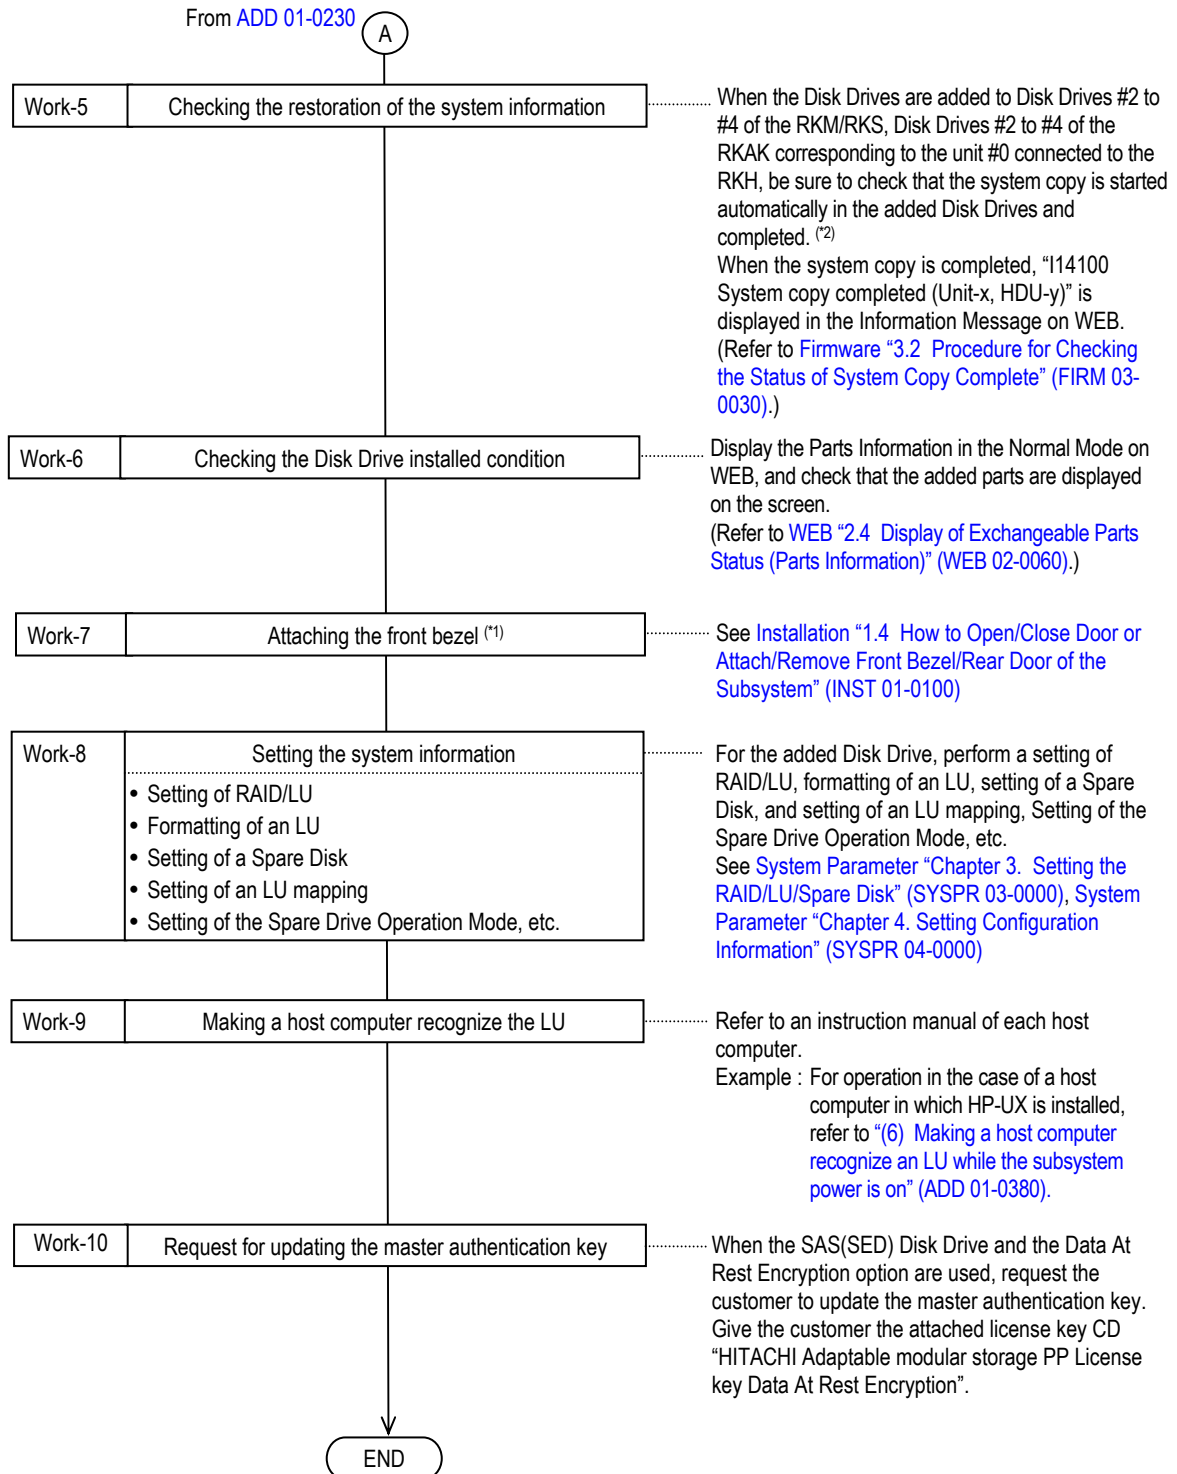 From ADD 01-0230
A
Work-5
Checking the restoration of the system information
When the Disk Drives are added to Disk Drives #2 to
#4 of the RKM/RKS, Disk Drives #2 to #4 of the
RKAK corresponding to the unit #0 connected to the
RKH, be sure to check that the system copy is started
automatically in the added Disk Drives and
completed. (*2)
When the system copy is completed, “I14100
System copy completed (Unit-x, HDU-y)” is
displayed in the Information Message on WEB.
(Refer to Firmware “3.2 Procedure for Checking
the Status of System Copy Complete” (FIRM 03-
0030).)
Work-6
Checking the Disk Drive installed condition
Display the Parts Information in the Normal Mode on
WEB, and check that the added parts are displayed
on the screen.
(Refer to WEB “2.4 Display of Exchangeable Parts
Status (Parts Information)” (WEB 02-0060).)
Work-7
Attaching the front bezel (*1)
See Installation “1.4 How to Open/Close Door or
Attach/Remove Front Bezel/Rear Door of the
Subsystem” (INST 01-0100)
Work-8
Setting the system information
• Setting of RAID/LU
• Formatting of an LU
• Setting of a Spare Disk
• Setting of an LU mapping
• Setting of the Spare Drive Operation Mode, etc.
For the added Disk Drive, perform a setting of
RAID/LU, formatting of an LU, setting of a Spare
Disk, and setting of an LU mapping, Setting of the
Spare Drive Operation Mode, etc.
See System Parameter “Chapter 3. Setting the
RAID/LU/Spare Disk” (SYSPR 03-0000), System
Parameter “Chapter 4. Setting Configuration
Information” (SYSPR 04-0000)
Work-9
Making a host computer recognize the LU
Refer to an instruction manual of each host
computer.
Example : For operation in the case of a host
computer in which HP-UX is installed,
refer to “(6) Making a host computer
recognize an LU while the subsystem
power is on” (ADD 01-0380).
Work-10
Request for updating the master authentication key
When the SAS(SED) Disk Drive and the Data At
Rest Encryption option are used, request the
customer to update the master authentication key.
Give the customer the attached license key CD
“HITACHI Adaptable modular storage PP License
key Data At Rest Encryption”.
END